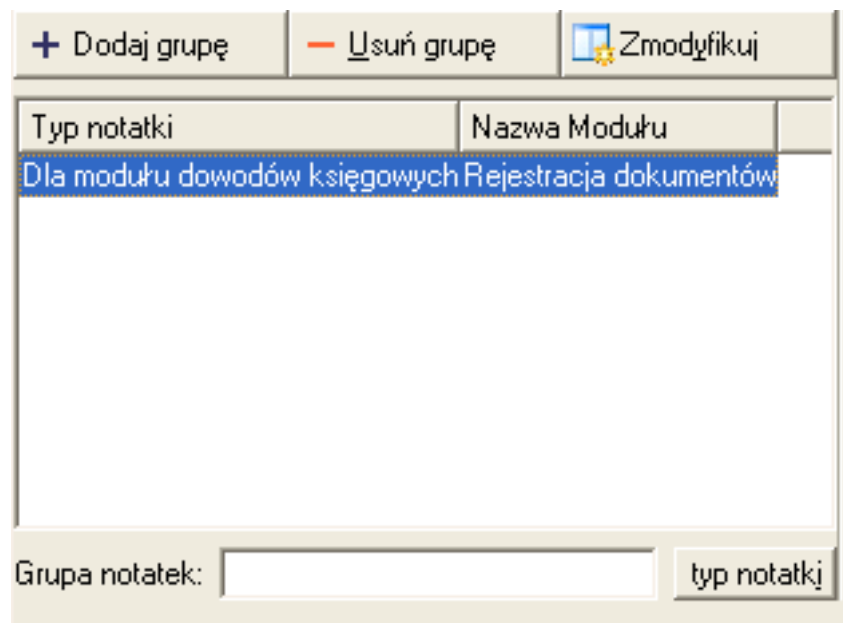 + Dodaj grupę – Usuń grupę Zmodyfikuj
Typ notatki Nazwa Modułu
Dla modułu dowodów księgowych Rejestracja dokumentów
Grupa notatek: typ notatki